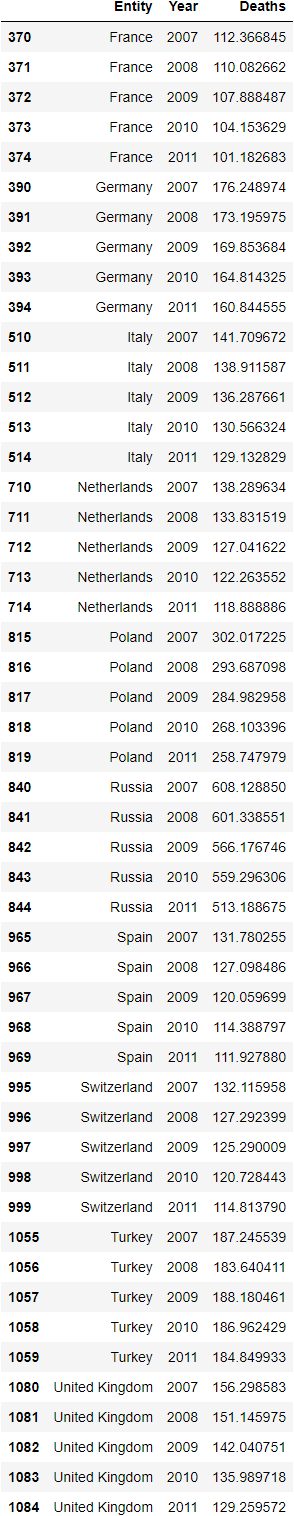 Entity Year Deaths
370 France 2007 112.366845
371 France 2008 110.082662
372 France 2009 107.888487
373 France 2010 104.153629
374 France 2011 101.182683
390 Germany 2007 176.248974
391 Germany 2008 173.195975
392 Germany 2009 169.853684
393 Germany 2010 164.814325
394 Germany 2011 160.844555
510 Italy 2007 141.709672
511 Italy 2008 138.911587
512 Italy 2009 136.287661
513 Italy 2010 130.566324
514 Italy 2011 129.132829
710 Netherlands 2007 138.289634
711 Netherlands 2008 133.831519
712 Netherlands 2009 127.041622
713 Netherlands 2010 122.263552
714 Netherlands 2011 118.888886
815 Poland 2007 302.017225
816 Poland 2008 293.687098
817 Poland 2009 284.982958
818 Poland 2010 268.103396
819 Poland 2011 258.747979
840 Russia 2007 608.128850
841 Russia 2008 601.338551
842 Russia 2009 566.176746
843 Russia 2010 559.296306
844 Russia 2011 513.188675
965 Spain 2007 131.780255
966 Spain 2008 127.098486
967 Spain 2009 120.059699
968 Spain 2010 114.388797
969 Spain 2011 111.927880
995 Switzerland 2007 132.115958
996 Switzerland 2008 127.292399
997 Switzerland 2009 125.290009
998 Switzerland 2010 120.728443
999 Switzerland 2011 114.813790
1055 Turkey 2007 187.245539
1056 Turkey 2008 183.640411
1057 Turkey 2009 188.180461
1058 Turkey 2010 186.962429
1059 Turkey 2011 184.849933
1080 United Kingdom 2007 156.298583
1081 United Kingdom 2008 151.145975
1082 United Kingdom 2009 142.040751
1083 United Kingdom 2010 135.989718
1084 United Kingdom 2011 129.259572